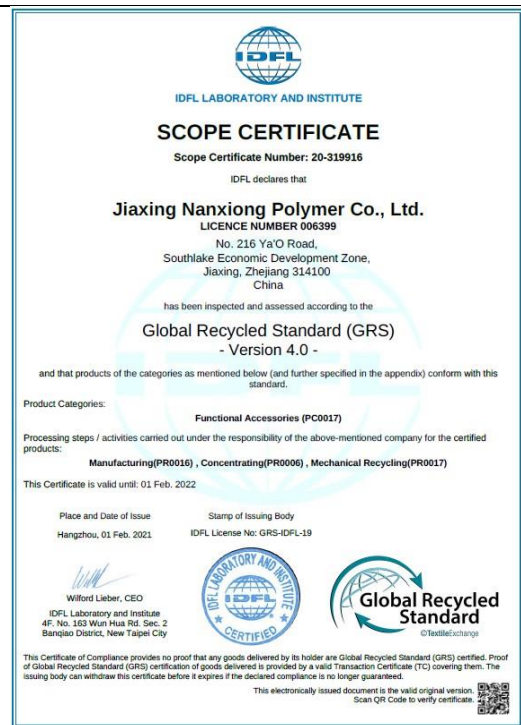 IDFL
IDFL LABORATORY AND INSTITUTE
SCOPE CERTIFICATE
Scope Certificate Number: 20-319916
IDFL declares that
Jiaxing Nanxiong Polymer Co., Ltd.
LICENCE NUMBER 006399
No. 216 Ya'O Road,
Southlake Economic Development Zone,
Jiaxing, Zhejiang 314100
China
has been inspected and assessed according to the
Global Recycled Standard (GRS)
- Version 4.0 -
and that products of the categories as mentioned below (and further specified in the appendix) conform with this
standard.
Product Categories:
Functional Accessories (PC0017)
Processing steps / activities carried out under the responsibility of the above-mentioned company for the certified
products:
Manufacturing(PR0016) , Concentrating(PR0006) , Mechanical Recycling(PR0017)
This Certificate is valid until: 01 Feb. 2022
Place and Date of Issue
Hangzhou, 01 Feb. 2021
Stamp of Issuing Body
IDFL License No: GRS-IDFL-19
Wilford Lieber, CEO
IDFL Laboratory and Institute
4F. No. 163 Wun Hua Rd. Sec. 2
Banqiao District, New Taipei City
IDFL LABORATORY AND INSTITUTE
IDFL
CERTIFIED
Global Recycled
Standard
©TextileExchange
This Certificate of Compliance provides no proof that any goods delivered by its holder are Global Recycled Standard (GRS) certified. Proof
of Global Recycled Standard (GRS) certification of goods delivered is provided by a valid Transaction Certificate (TC) covering them. The
issuing body can withdraw this certificate before it expires if the declared compliance is no longer guaranteed.
This electronically issued document is the valid original version.
Scan QR Code to verify certificate.